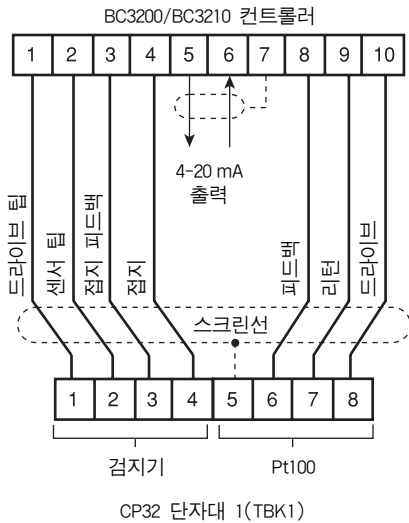 BC3200/BC3210 컨트롤러
1 2 3 4 5 6 7 8 9 10
4-20 mA
출력
드라이브 팁
센서 팁
접지 피드백
접지
피드백
리턴
드라이브
스크린선
1 2 3 4 5 6 7 8
검지기
Pt100
CP32 단자대 1(TBK1)